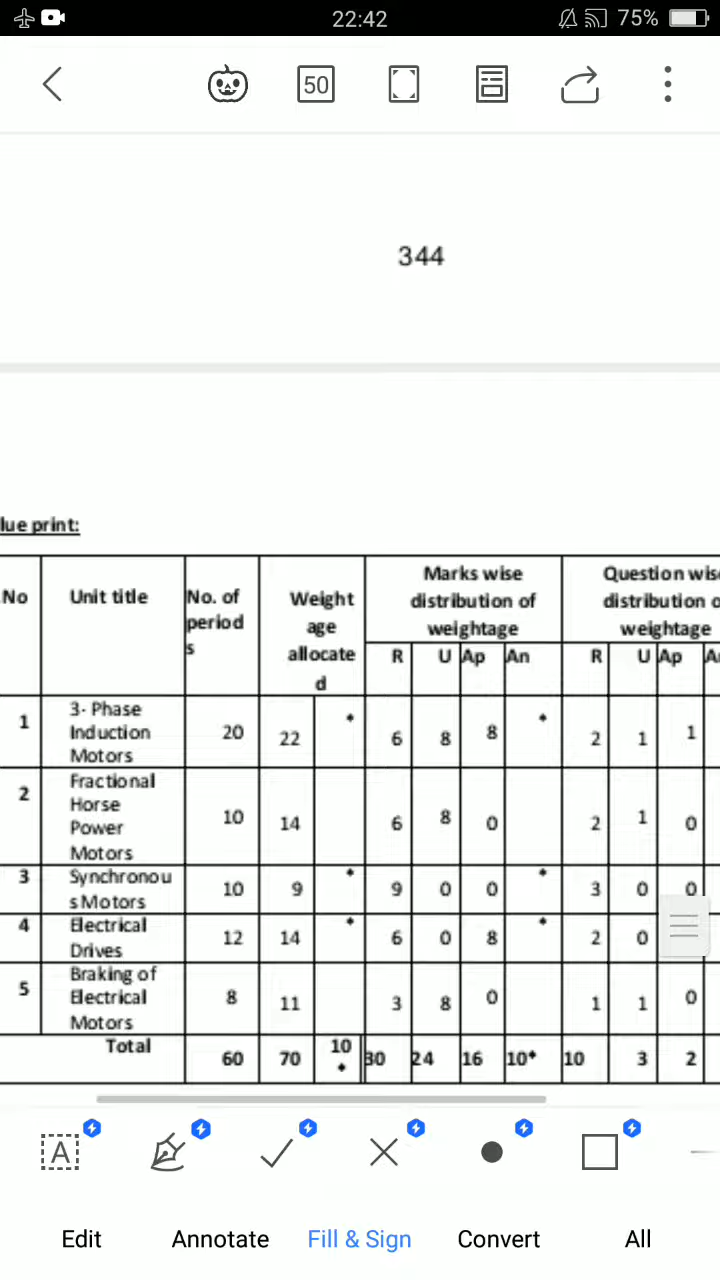 22:42
75%
50
344
lue print:
No Unit title No. of period s Weight age allocate d Marks wise distribution of weightage Question wis distribution o weightage
R U Ap An R U Ap A
1 3- Phase Induction Motors 20 22 * 6 8 8 * 2 1 1
2 Fractional Horse Power Motors 10 14 6 8 0 2 1 0
3 Synchronou s Motors 10 9 * 9 0 0 * 3 0 0
4 Electrical Drives 12 14 * 6 0 8 * 2 0
5 Braking of Electrical Motors 8 11 3 8 0 1 1 0
Total 60 70 10 * 30 24 16 10* 10 3 2
A
Edit Annotate Fill & Sign Convert All